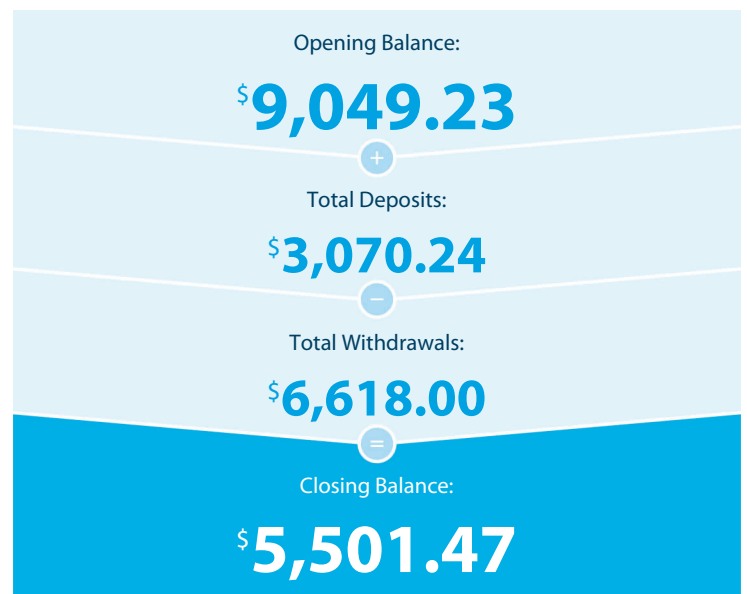 Opening Balance:
$9,049.23
+
Total Deposits:
$3,070.24
−
Total Withdrawals:
$6,618.00
=
Closing Balance:
$5,501.47